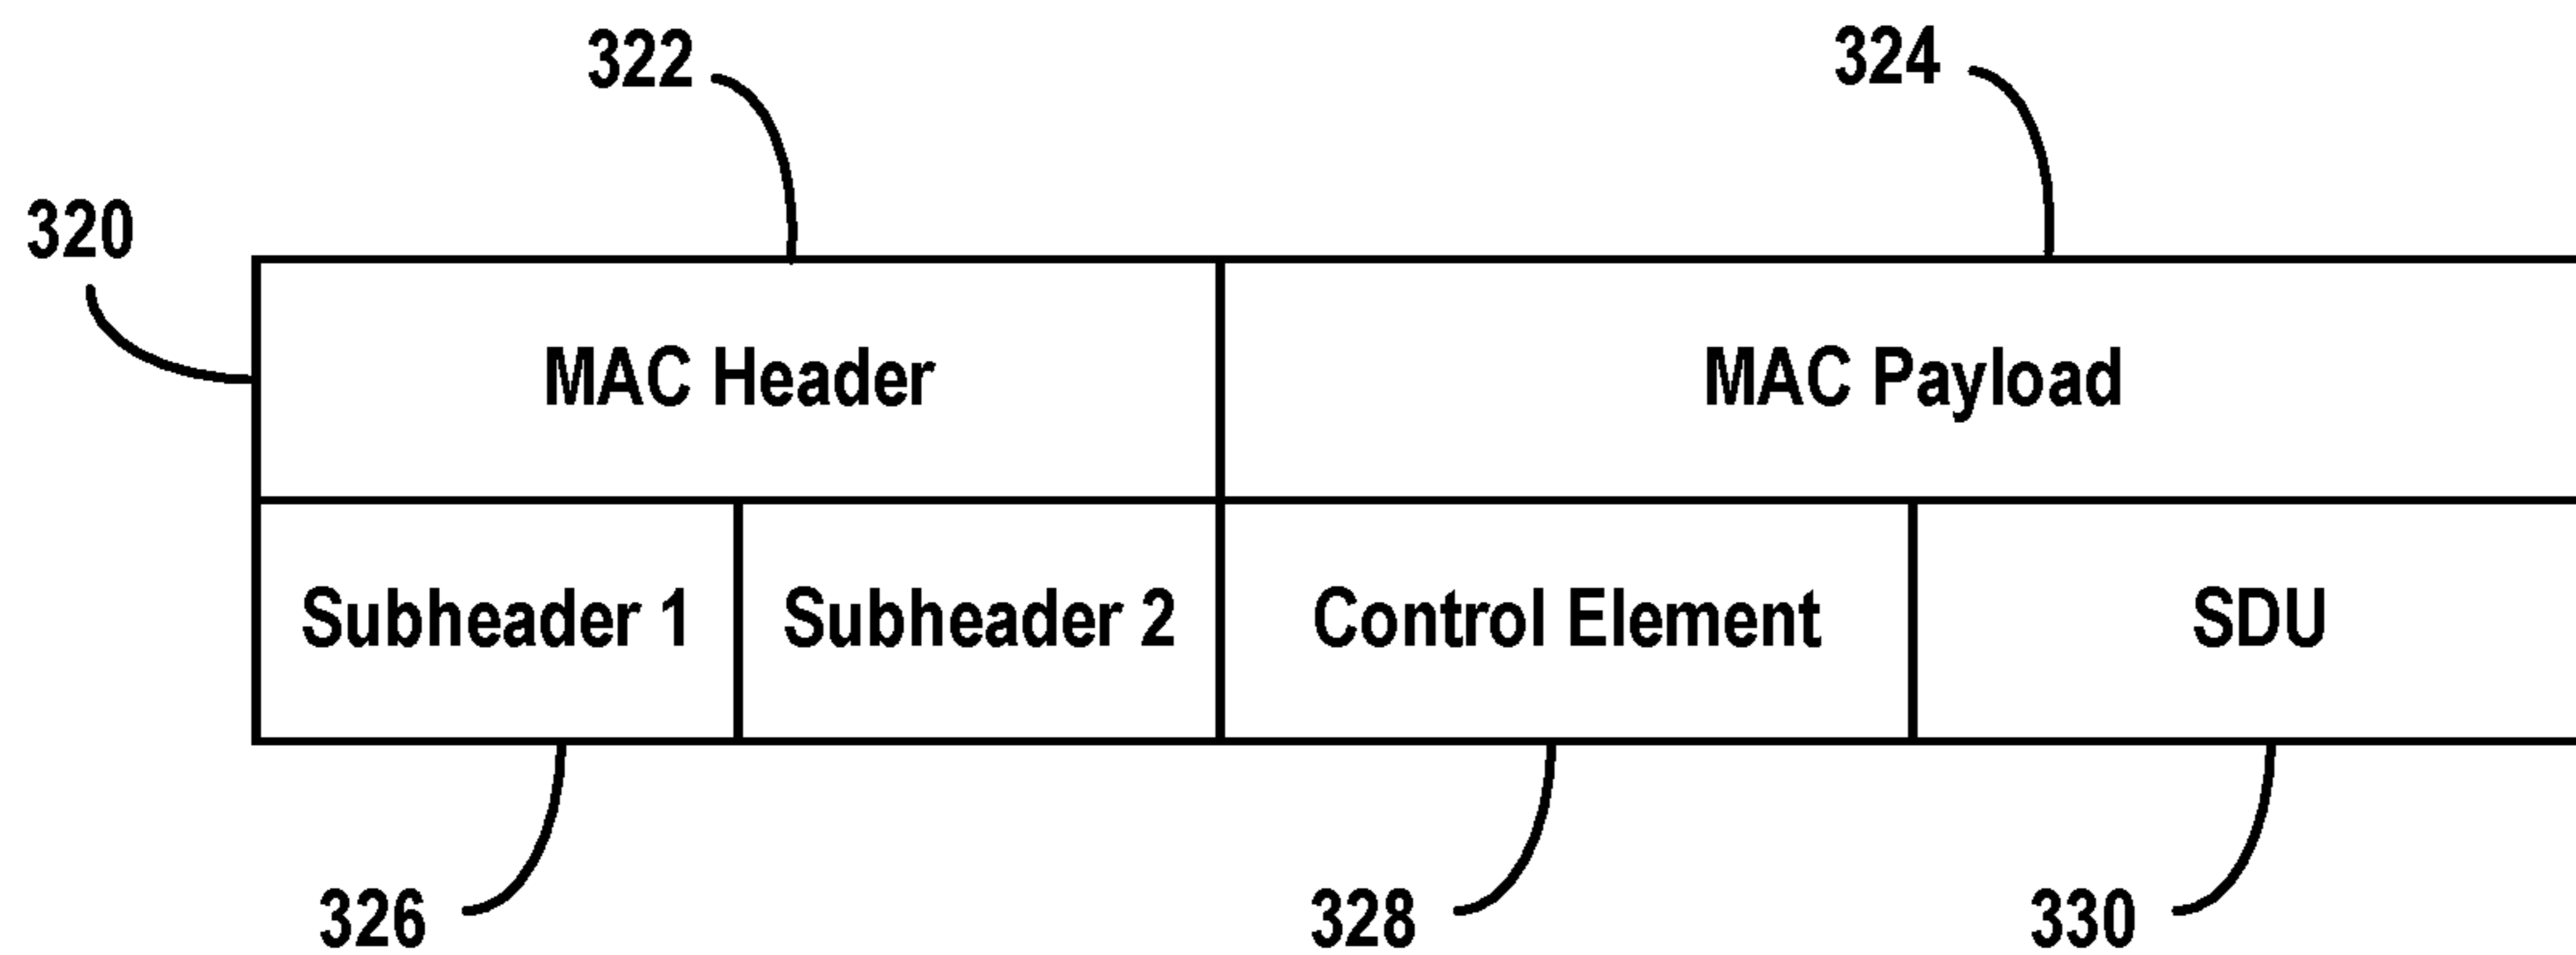 322
324
320
MAC Header
MAC Payload
Subheader 1
Subheader 2
Control Element
SDU
326
328
330